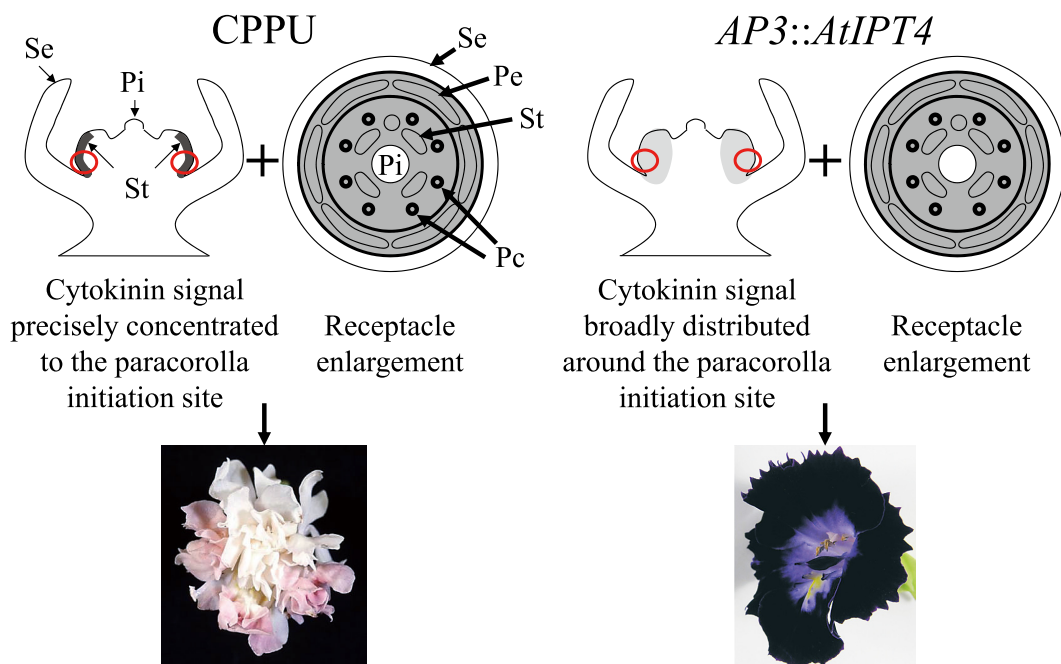 CPPU
Se
Pi
St
Se
Pe
St
Pi
Pc
Cytokinin signal
precisely concentrated
to the paracorolla
initiation site
Receptacle
enlargement
AP3::AtIPT4
Cytokinin signal
broadly distributed
around the paracorolla
initiation site
Receptacle
enlargement